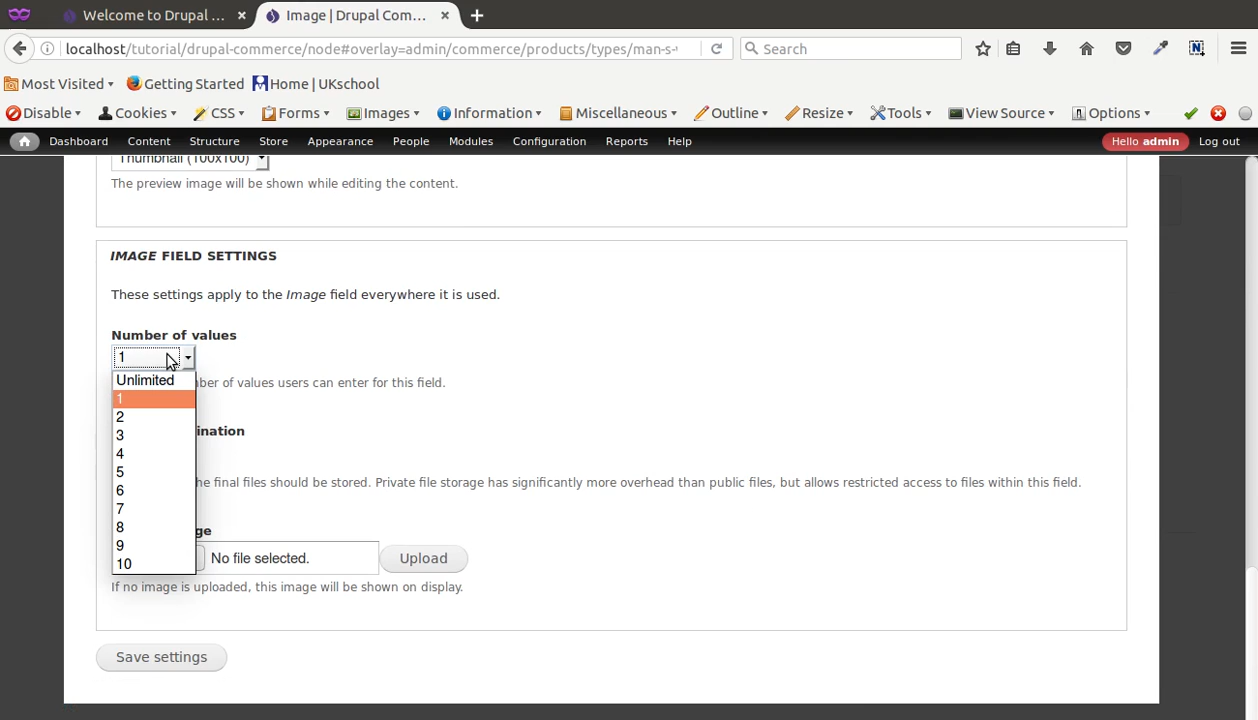 Welcome to Drupal ...
Image | Drupal Com...
localhost/tutorial/drupal-commerce/node#overlay=admin/commerce/products/types/man-s-
Search
Most Visited
Getting Started
Home | UKschool
Disable
Cookies
CSS
Forms
Images
Information
Miscellaneous
Outline
Resize
Tools
View Source
Options
Dashboard
Content
Structure
Store
Appearance
People
Modules
Configuration
Reports
Help
Hello admin
Log out
Thumbnail (100x100)
The preview image will be shown while editing the content.
IMAGE FIELD SETTINGS
These settings apply to the Image field everywhere it is used.
Number of values
1
Unlimited
1
2
3
4
5
6
7
8
9
10
of values users can enter for this field.
final files should be stored. Private file storage has significantly more overhead than public files, but allows restricted access to files within this field.
No file selected.
Upload
If no image is uploaded, this image will be shown on display.
Save settings